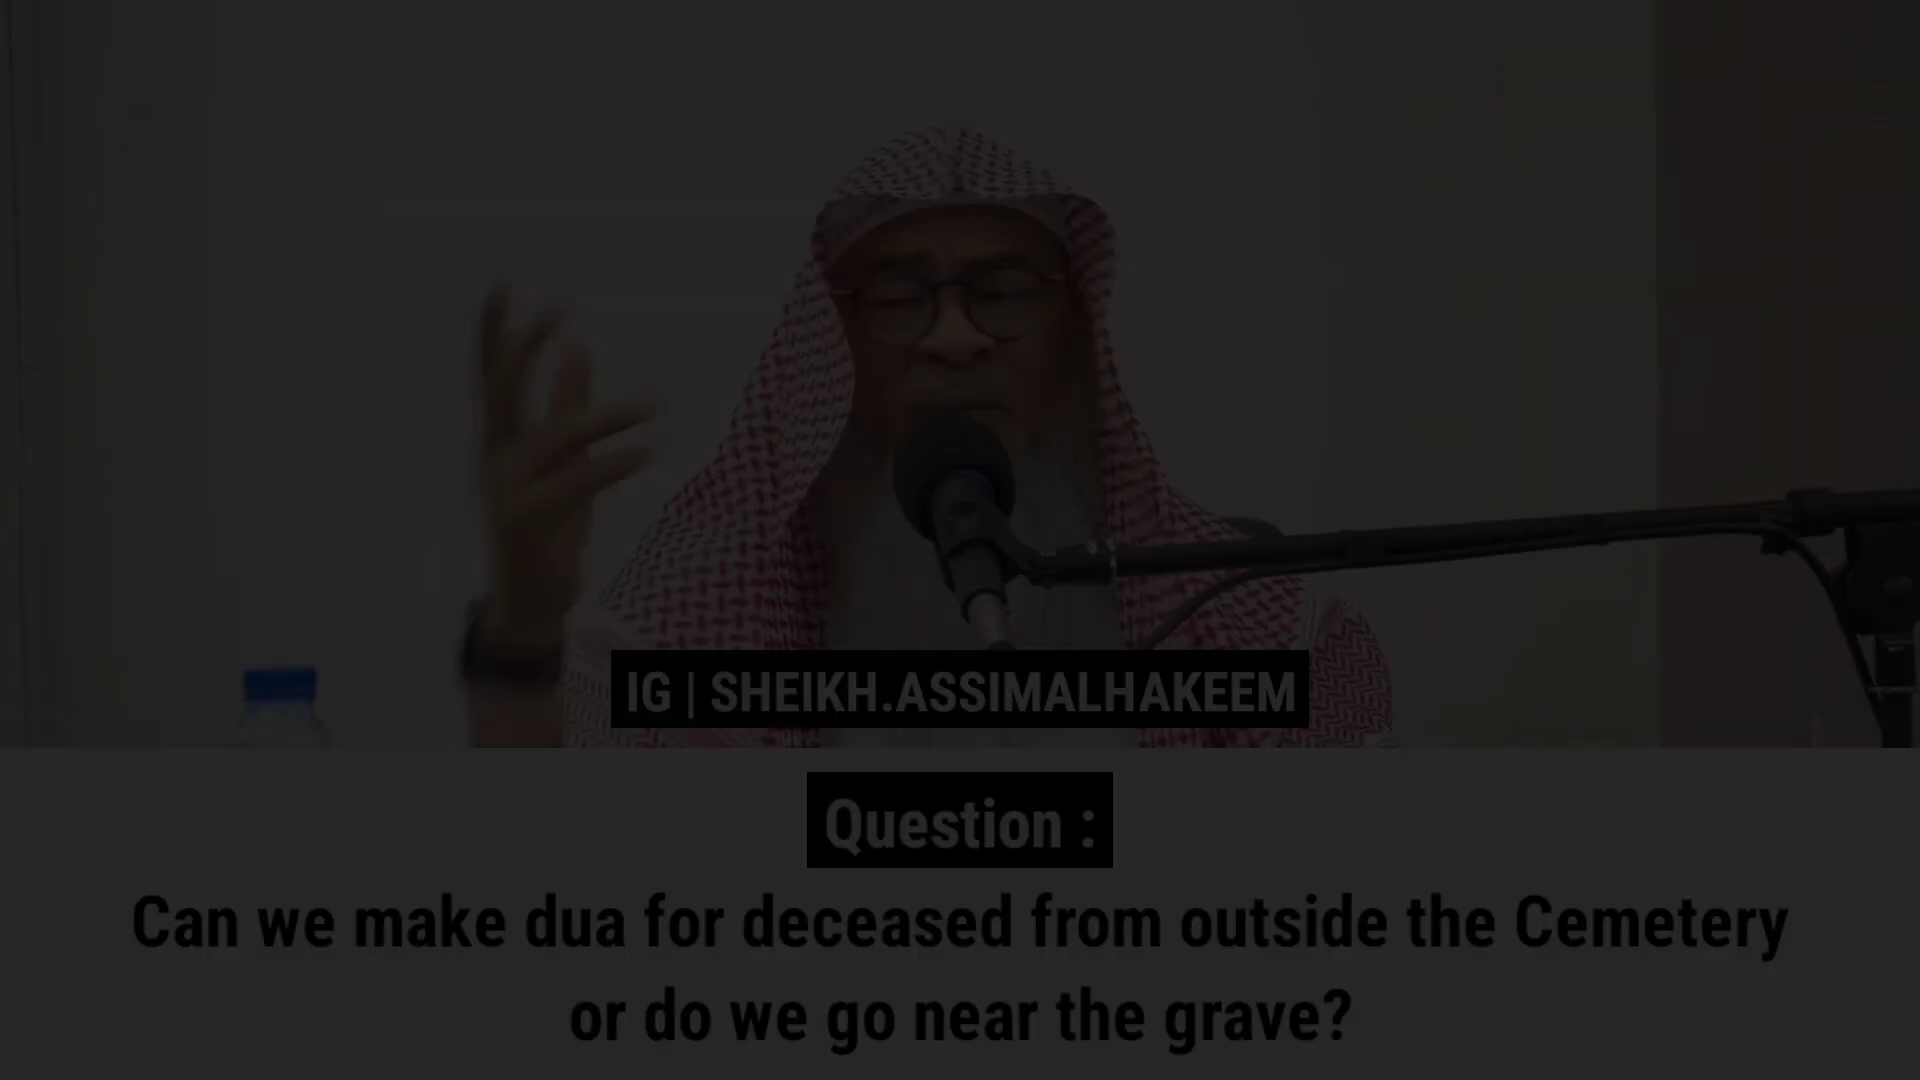 IG | SHEIKH.ASSIMALHAKEEM
Question :
Can we make dua for deceased from outside the Cemetery
or do we go near the grave?